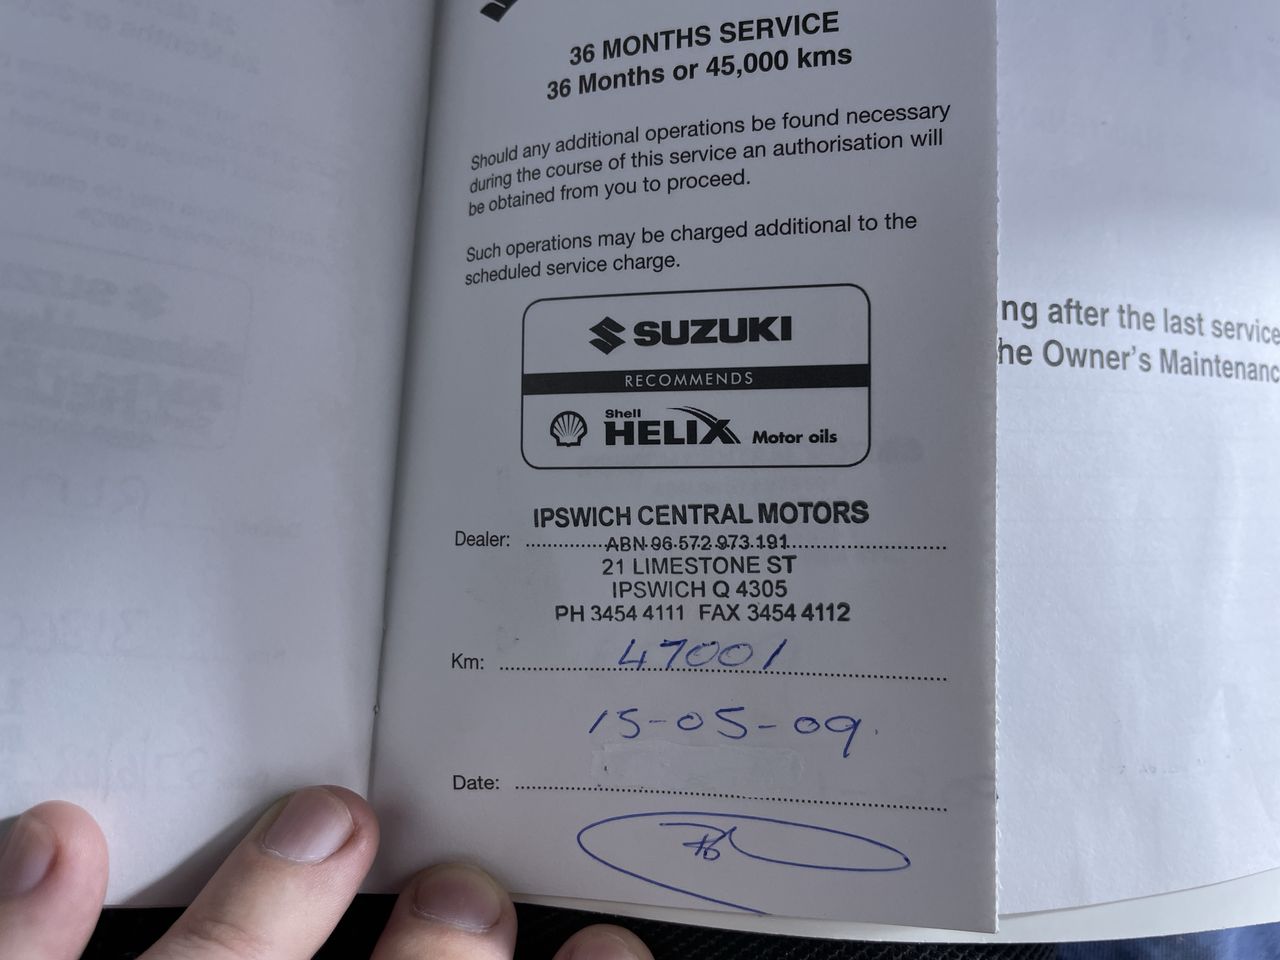 36 MONTHS SERVICE
36 Months or 45,000 kms
Should any additional operations be found necessary
during the course of this service an authorisation will
be obtained from you to proceed.
Such operations may be charged additional to the
scheduled service charge.
SUZUKI
RECOMMENDS
Shell
HELIX Motor oils
IPSWICH CENTRAL MOTORS
Dealer: ABN 96 572 973 191
21 LIMESTONE ST
IPSWICH Q 4305
PH 3454 4111 FAX 3454 4112
Km: 47001
15-05-09.
Date:
ng after the last service
he Owner's Maintenanc